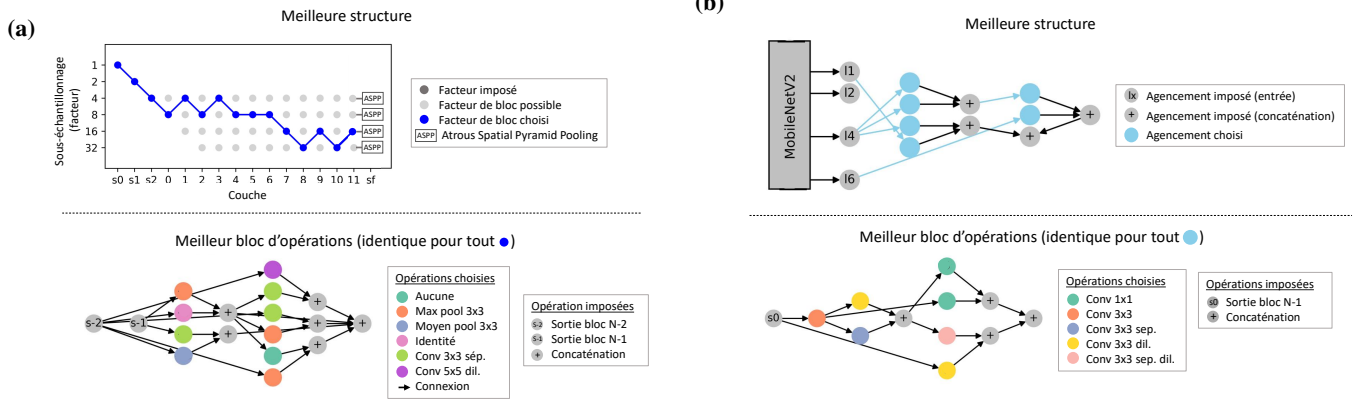 (a)
Meilleure structure
Sous-échantillonnage
(facteur)
1
2
4
8
16
32
ASPP
ASPP
ASPP
ASPP
s0 s1 s2 0 1 2 3 4 5 6 7 8 9 10 11 sf
Couche
Facteur imposé
Facteur de bloc possible
Facteur de bloc choisi
ASPP Atrous Spatial Pyramid Pooling
Meilleur bloc d'opérations (identique pour tout )
s-2 s-1 + + + + +
Opérations choisies
Aucune
Max pool 3x3
Moyen pool 3x3
Identité
Conv 3x3 sép.
Conv 5x5 dil.
Connexion
Opération imposées
S-2 Sortie bloc N-2
S-1 Sortie bloc N-1
+ Concaténation
(b)
Meilleure structure
MobileNetV2
l1
l2
l4
l6
+ + + + +
lx Agencement imposé (entrée)
+ Agencement imposé (concaténation)
Agencement choisi
Meilleur bloc d'opérations (identique pour tout )
s0 + + + +
Opérations choisies
Conv 1x1
Conv 3x3
Conv 3x3 sep.
Conv 3x3 dil.
Conv 3x3 sep. dil.
Opérations imposées
s0 Sortie bloc N-1
+ Concaténation